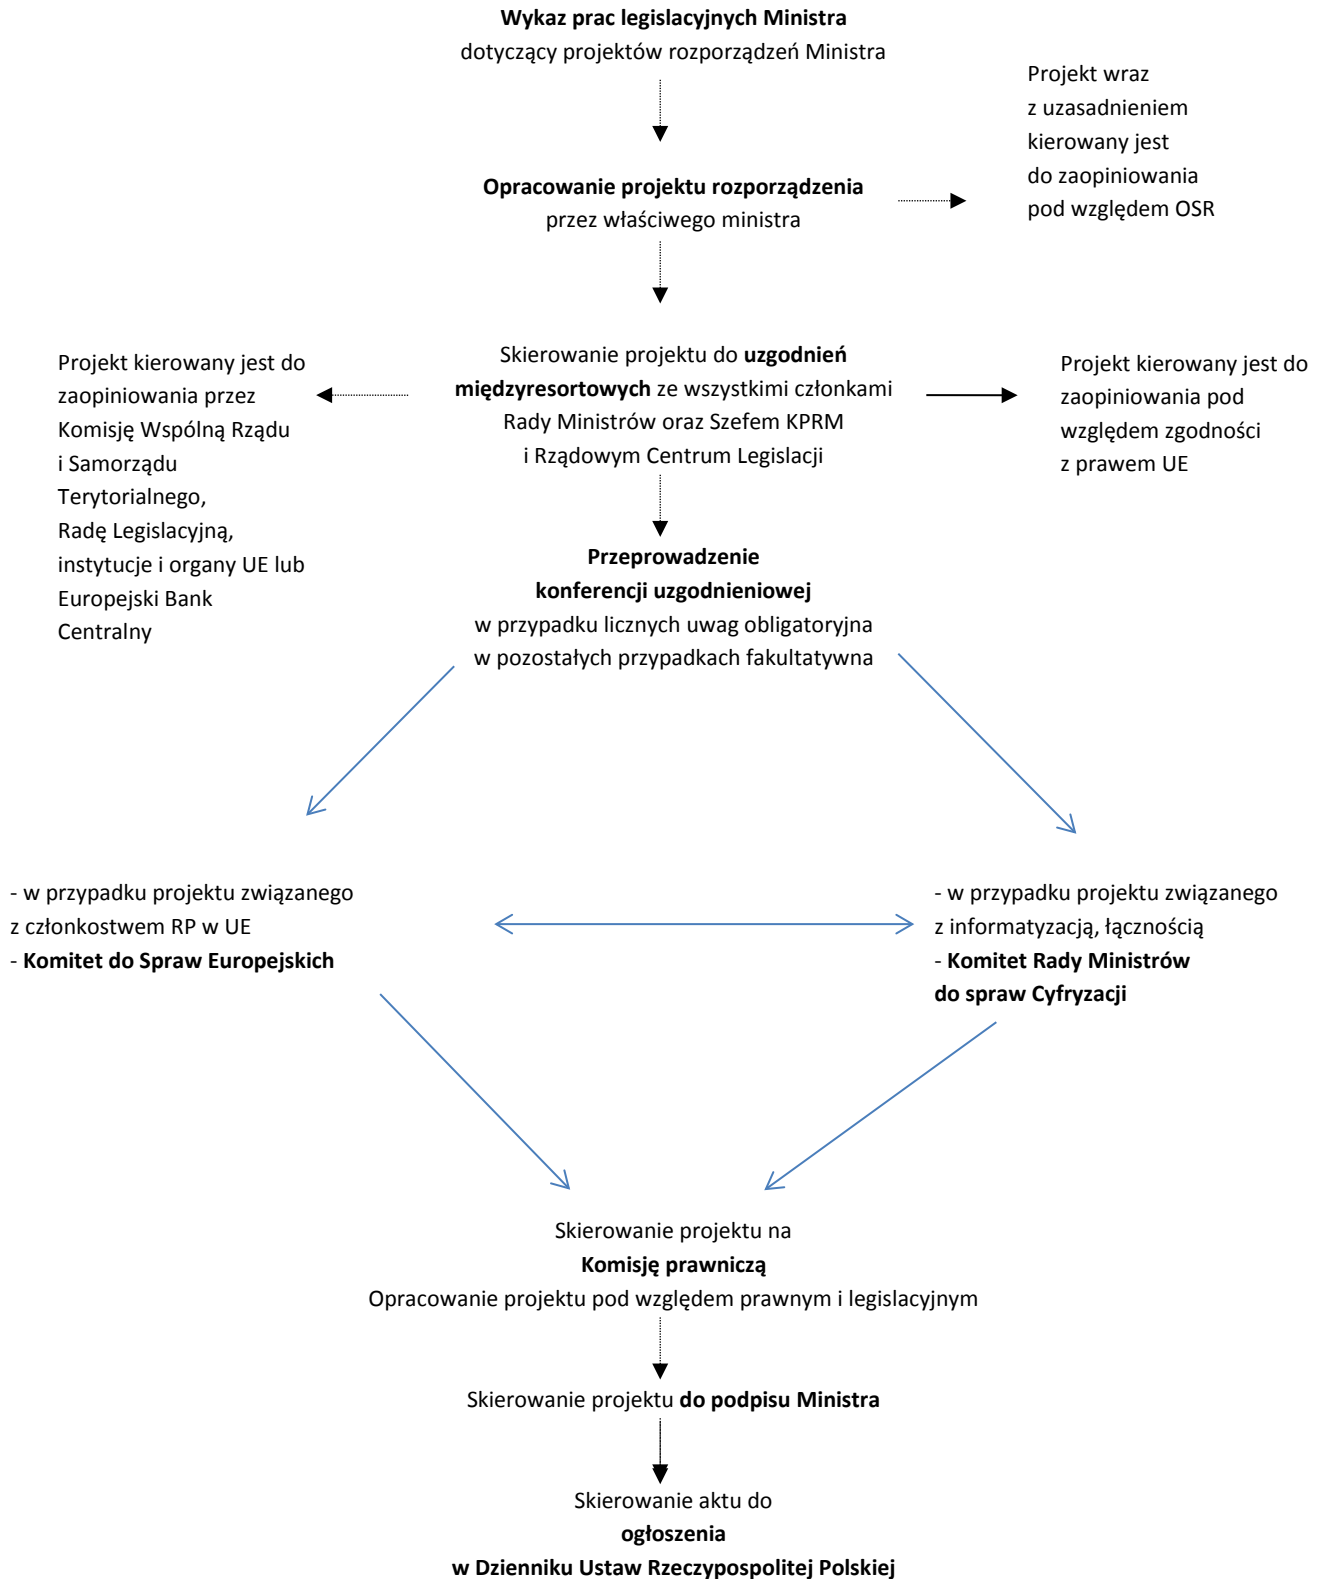 Wykaz prac legislacyjnych Ministra
dotyczący projektów rozporządzeń Ministra
Projekt wraz
z uzasadnieniem
kierowany jest
do zaopiniowania
pod względem OSR
Opracowanie projektu rozporządzenia
przez właściwego ministra
Projekt kierowany jest do
zaopiniowania przez
Komisję Wspólną Rządu
i Samorządu
Terytorialnego,
Radę Legislacyjną,
instytucje i organy UE lub
Europejski Bank
Centralny
Skierowanie projektu do uzgodnień
międzyresortowych ze wszystkimi członkami
Rady Ministrów oraz Szefem KPRM
i Rządowym Centrum Legislacji
Projekt kierowany jest do
zaopiniowania pod
względem zgodności
z prawem UE
Przeprowadzenie
konferencji uzgodnieniowej
w przypadku licznych uwag obligatoryjna
w pozostałych przypadkach fakultatywna
- w przypadku projektu związanego
z członkostwem RP w UE
- Komitet do Spraw Europejskich
- w przypadku projektu związanego
z informatyzacją, łącznością
- Komitet Rady Ministrów
do spraw Cyfryzacji
Skierowanie projektu na
Komisję prawniczą
Opracowanie projektu pod względem prawnym i legislacyjnym
Skierowanie projektu do podpisu Ministra
Skierowanie aktu do
ogłoszenia
w Dzienniku Ustaw Rzeczypospolitej Polskiej